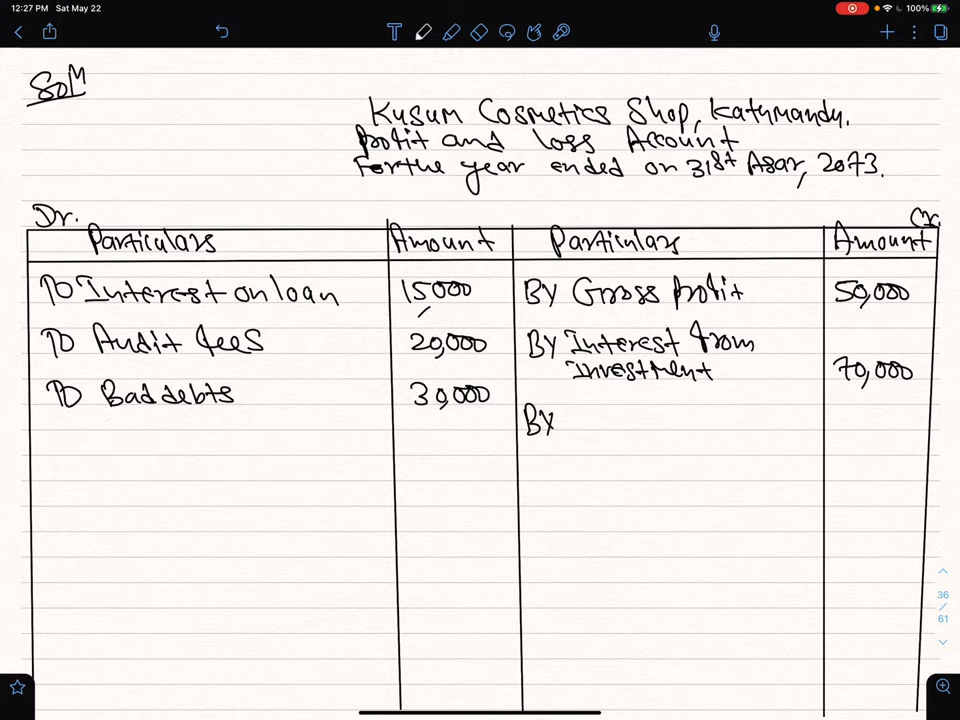 12:27 PM Sat May 22
100%
Solⁿ
Kusum Cosmetics Shop, Kathmandu.
Profit and loss Account
For the year ended on 31st Asar, 2073.
Dr. Cr.
Particulars Amount Particulars Amount
To Interest on loan 15,000 By Gross profit 50,000
To Audit fees 20,000 By Interest from
Investment 70,000
To Bad debts 30,000
By
36
/
61